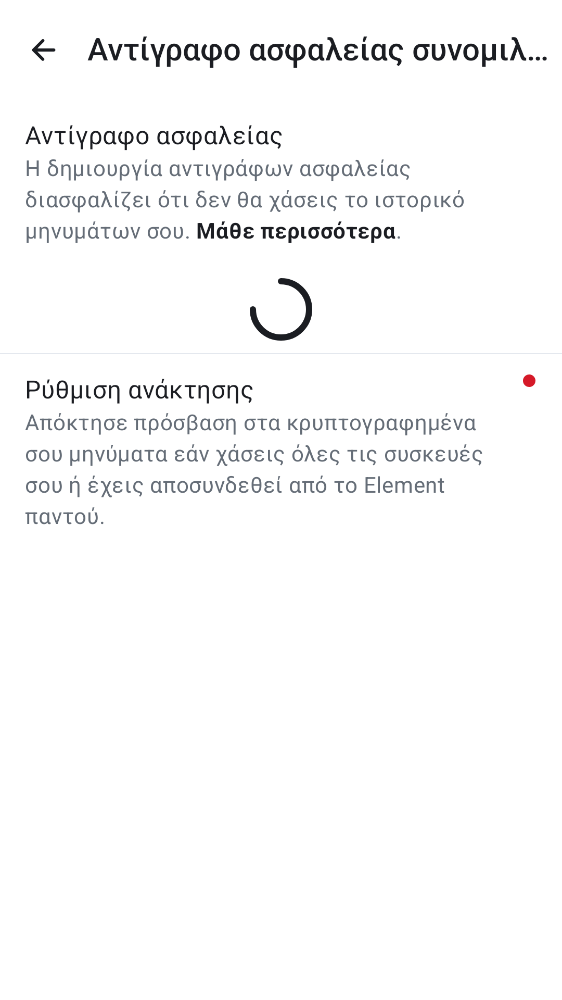 Αντίγραφο ασφαλείας συνομιλ...
Αντίγραφο ασφαλείας
Η δημιουργία αντιγράφων ασφαλείας
διασφαλίζει ότι δεν θα χάσεις το ιστορικό
μηνυμάτων σου. Μάθε περισσότερα.
Ρύθμιση ανάκτησης
Απόκτησε πρόσβαση στα κρυπτογραφημένα
σου μηνύματα εάν χάσεις όλες τις συσκευές
σου ή έχεις αποσυνδεθεί από το Element
παντού.